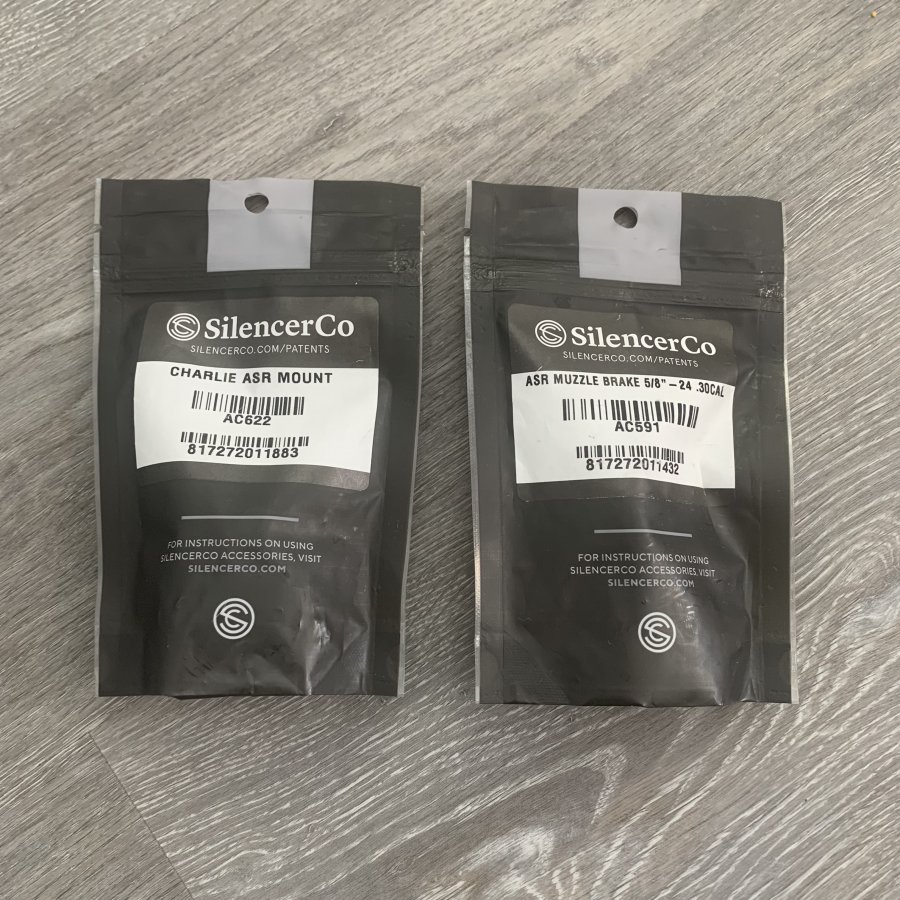 SilencerCo
SILENCERCO.COM/PATENTS
CHARLIE ASR MOUNT
AC622
817272011883
FOR INSTRUCTIONS ON USING
SILENCERCO ACCESSORIES, VISIT
SILENCERCO.COM
SilencerCo
SILENCERCO.COM/PATENTS
ASR MUZZLE BRAKE 5/8" – 24 .30CAL
AC591
817272011432
FOR INSTRUCTIONS ON USING
SILENCERCO ACCESSORIES, VISIT
SILENCERCO.COM